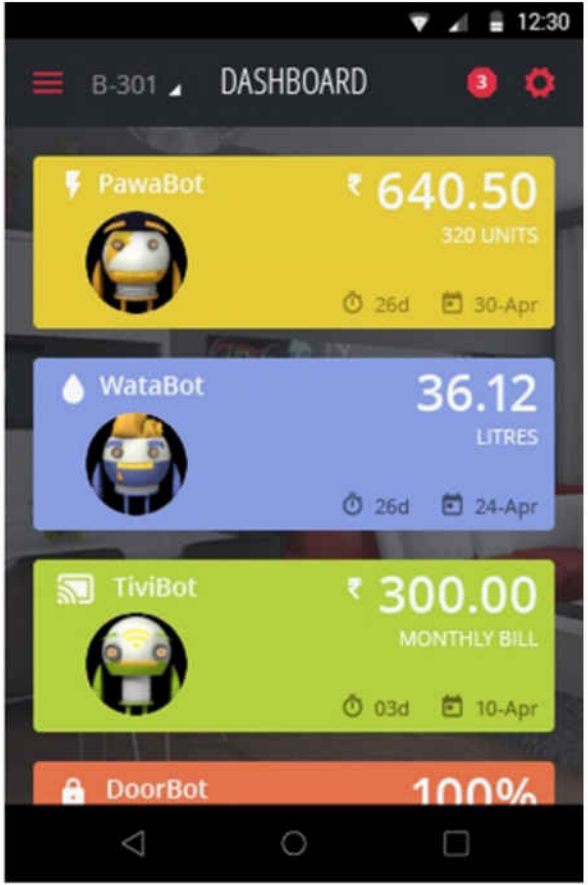 12:30
B-301 DASHBOARD 3
PawaBot ₹ 640.50
320 UNITS
26d 30-Apr
WataBot 36.12
LITRES
26d 24-Apr
TiviBot ₹ 300.00
MONTHLY BILL
03d 10-Apr
DoorBot 100%